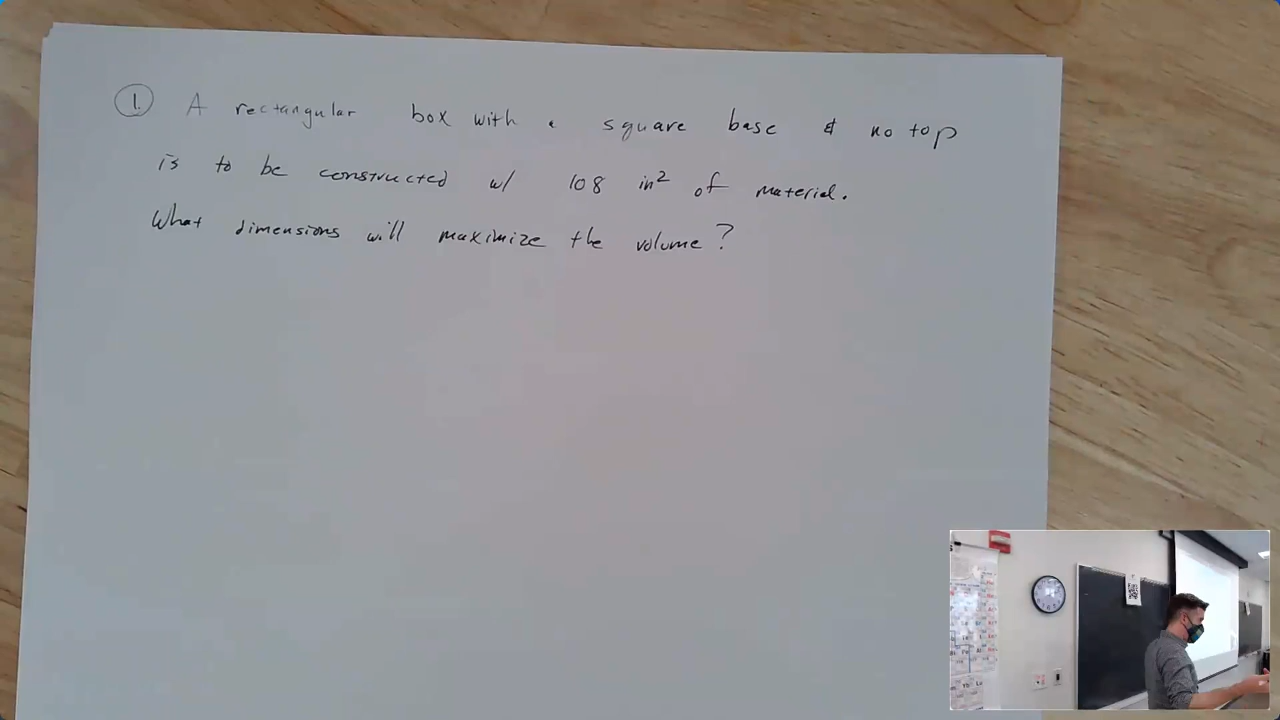 1. A rectangular box with a square base & no top
is to be constructed w/ 108 in² of material.
What dimensions will maximize the volume?